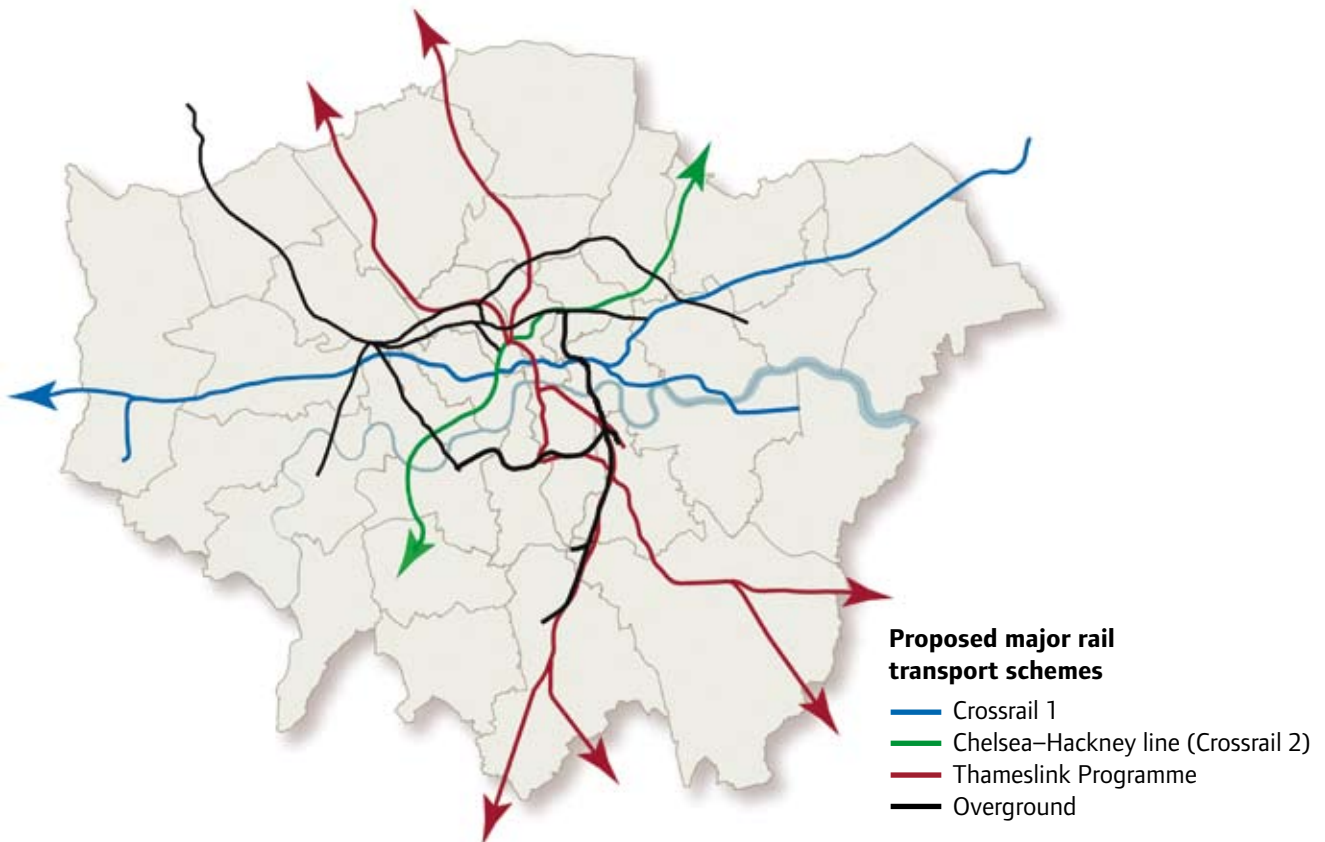 Proposed major rail
transport schemes
Crossrail 1
Chelsea–Hackney line (Crossrail 2)
Thameslink Programme
Overground